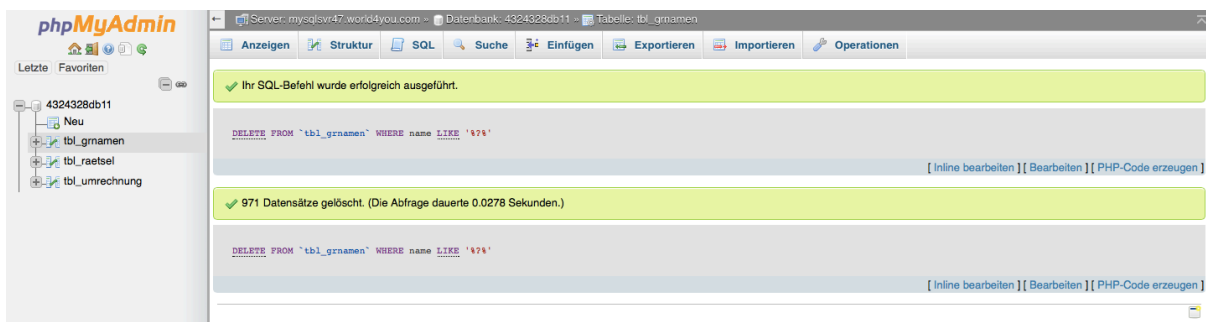 phpMyAdmin
Letzte Favoriten
4324328db11
Neu
tbl_grnamen
tbl_raetsel
tbl_umrechnung
Server: mysqlsvr47.world4you.com » Datenbank: 4324328db11 » Tabelle: tbl_grnamen
Anzeigen Struktur SQL Suche Einfügen Exportieren Importieren Operationen
Ihr SQL-Befehl wurde erfolgreich ausgeführt.
DELETE FROM `tbl_grnamen` WHERE name LIKE '%?%'
[ Inline bearbeiten ] [ Bearbeiten ] [ PHP-Code erzeugen ]
971 Datensätze gelöscht. (Die Abfrage dauerte 0.0278 Sekunden.)
DELETE FROM `tbl_grnamen` WHERE name LIKE '%?%'
[ Inline bearbeiten ] [ Bearbeiten ] [ PHP-Code erzeugen ]